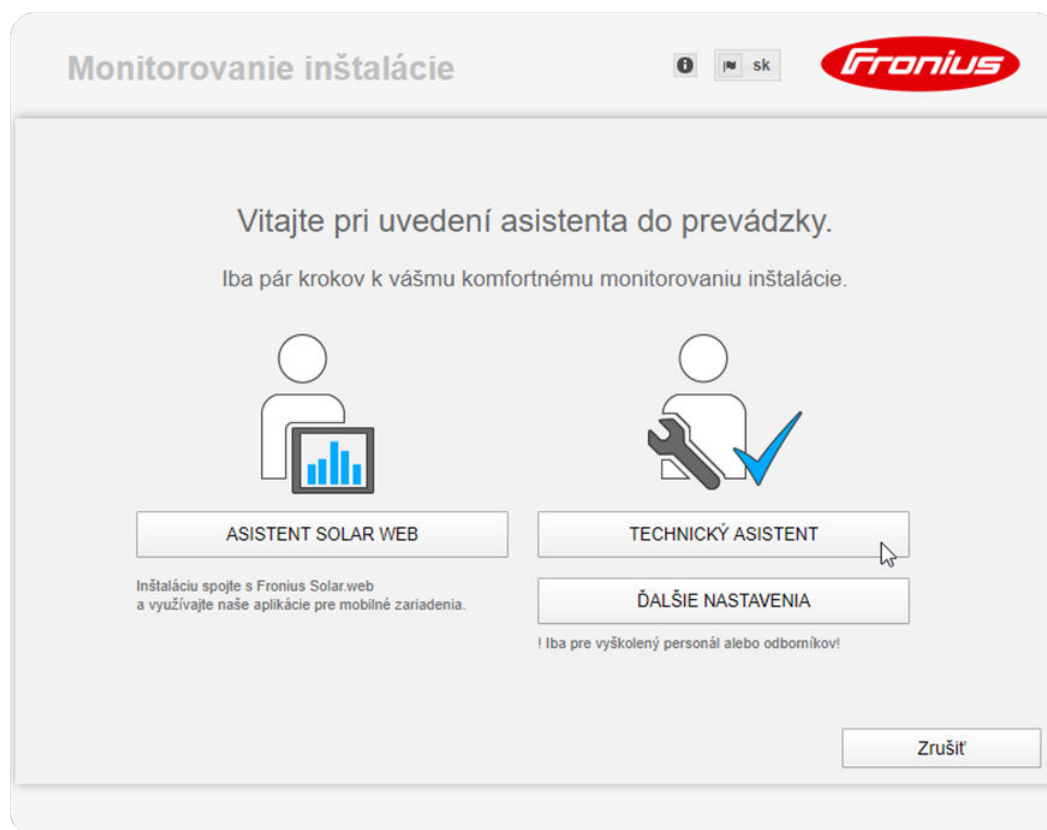 Monitorovanie inštalácie
sk
Fronius
Vitajte pri uvedení asistenta do prevádzky.
Iba pár krokov k vášmu komfortnému monitorovaniu inštalácie.
ASISTENT SOLAR WEB
Inštaláciu spojte s Fronius Solar.web
a využívajte naše aplikácie pre mobilné zariadenia.
TECHNICKÝ ASISTENT
ĎALŠIE NASTAVENIA
! Iba pre vyškolený personál alebo odborníkov!
Zrušiť